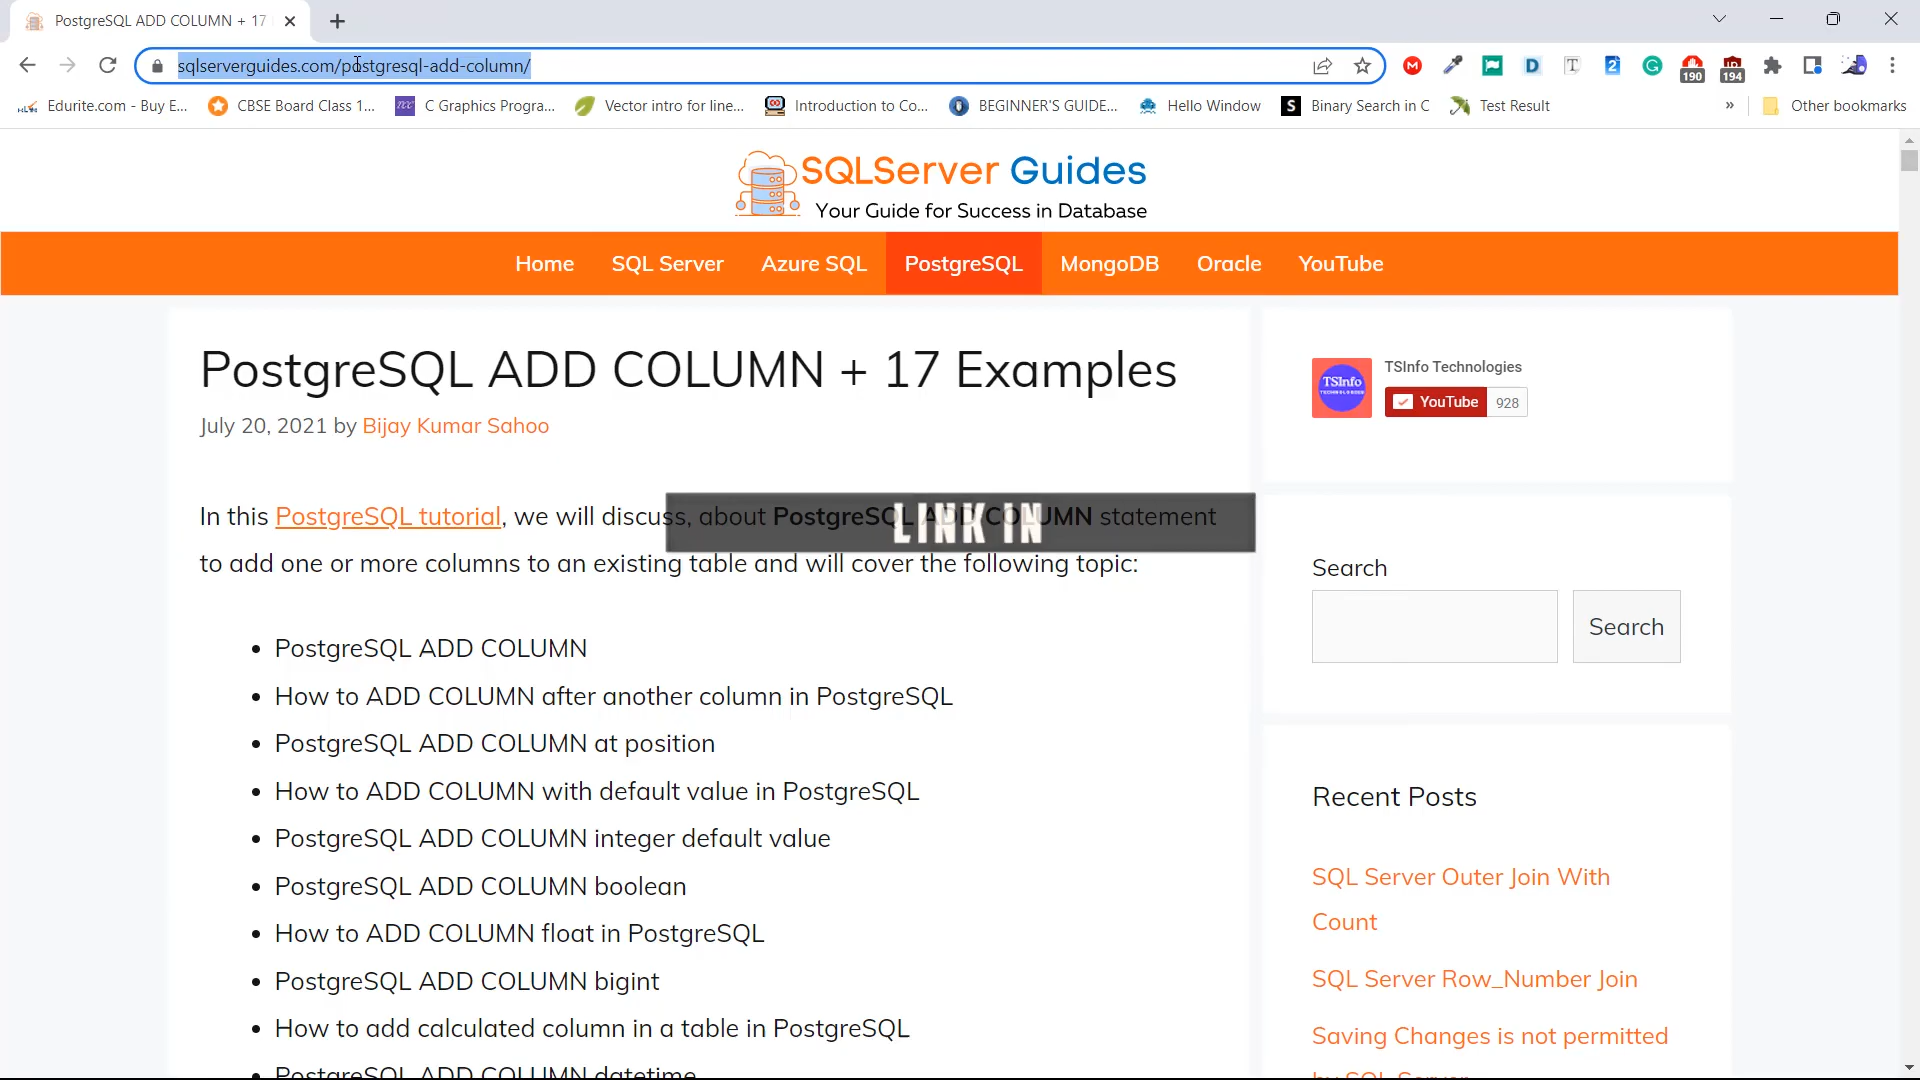 PostgreSQL ADD COLUMN + 17
sqlserverguides.com/postgresql-add-column/
190
194
Edurite.com - Buy E...
CBSE Board Class 1...
C Graphics Progra...
Vector intro for line...
Introduction to Co...
BEGINNER'S GUIDE...
Hello Window
Binary Search in C
Test Result
»
Other bookmarks
SQLServer Guides
Your Guide for Success in Database
Home
SQL Server
Azure SQL
PostgreSQL
MongoDB
Oracle
YouTube
PostgreSQL ADD COLUMN + 17 Examples
July 20, 2021 by Bijay Kumar Sahoo
In this PostgreSQL tutorial, we will discuss, about PostgreSQL ADD COLUMN statement
LINK IN
to add one or more columns to an existing table and will cover the following topic:
• PostgreSQL ADD COLUMN
• How to ADD COLUMN after another column in PostgreSQL
• PostgreSQL ADD COLUMN at position
• How to ADD COLUMN with default value in PostgreSQL
• PostgreSQL ADD COLUMN integer default value
• PostgreSQL ADD COLUMN boolean
• How to ADD COLUMN float in PostgreSQL
• PostgreSQL ADD COLUMN bigint
• How to add calculated column in a table in PostgreSQL
• PostgreSQL ADD COLUMN datetime
TSInfo
TSInfo Technologies
YouTube 928
Search
Search
Recent Posts
SQL Server Outer Join With
Count
SQL Server Row_Number Join
Saving Changes is not permitted
by SQL Server